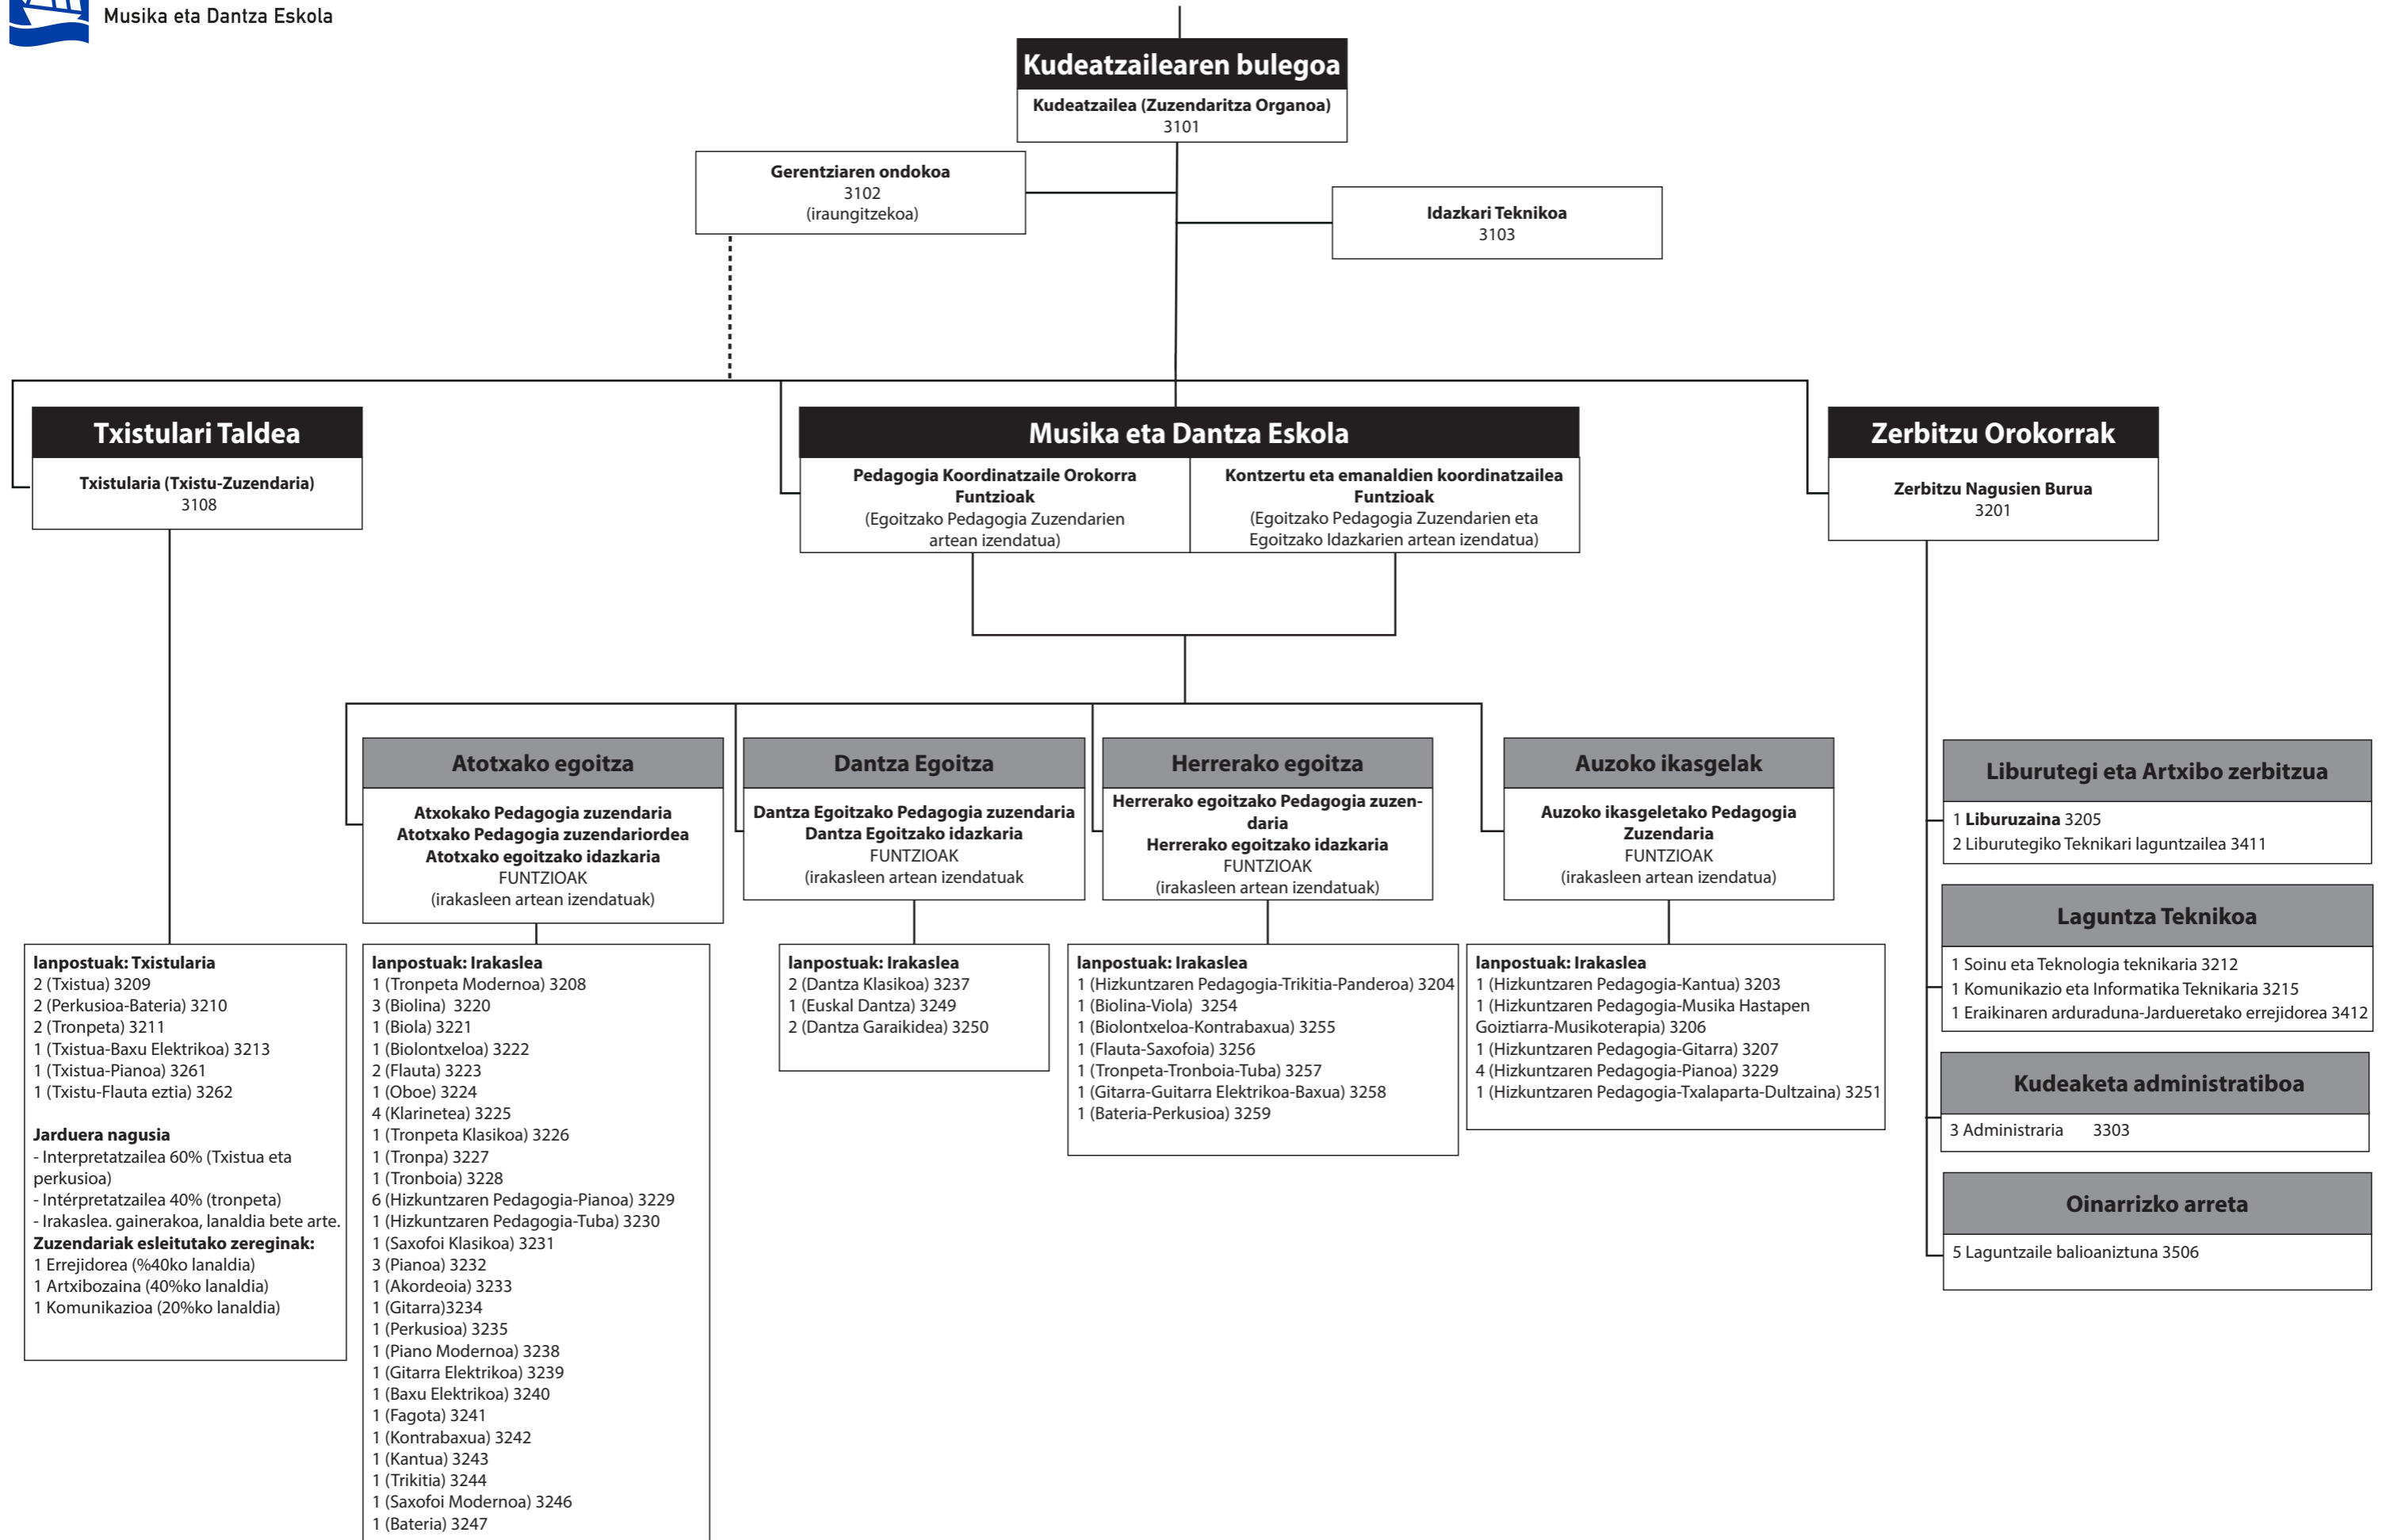 Musika eta Dantza Eskola
Kudeatzailearen bulegoa
Kudeatzailea (Zuzendaritza Organoa)
3101
Gerentziaren ondokoa
3102
(iraungitzekoa)
Idazkari Teknikoa
3103
Txistulari Taldea
Txistularia (Txistu-Zuzendaria)
3108
Musika eta Dantza Eskola
Pedagogia Koordinatzaile Orokorra
Funtzioak
(Egoitzako Pedagogia Zuzendarien
artean izendatua)
Kontzertu eta emanaldien koordinatzailea
Funtzioak
(Egoitzako Pedagogia Zuzendarien eta
Egoitzako Idazkarien artean izendatua)
Zerbitzu Orokorrak
Zerbitzu Nagusien Burua
3201
Atotxako egoitza
Atxokako Pedagogia zuzendaria
Atotxako Pedagogia zuzendariordea
Atotxako egoitzako idazkaria
FUNTZIOAK
(irakasleen artean izendatuak)
Dantza Egoitza
Dantza Egoitzako Pedagogia zuzendaria
Dantza Egoitzako idazkaria
FUNTZIOAK
(irakasleen artean izendatuak
Herrerako egoitza
Herrerako egoitzako Pedagogia zuzen-
daria
Herrerako egoitzako idazkaria
FUNTZIOAK
(irakasleen artean izendatuak)
Auzoko ikasgelak
Auzoko ikasgeletako Pedagogia
Zuzendaria
FUNTZIOAK
(irakasleen artean izendatua)
Liburutegi eta Artxibo zerbitzua
1 Liburuzaina 3205
2 Liburutegiko Teknikari laguntzailea 3411
Laguntza Teknikoa
1 Soinu eta Teknologia teknikaria 3212
1 Komunikazio eta Informatika Teknikaria 3215
1 Eraikinaren arduraduna-Jardueretako errejidorea 3412
Kudeaketa administratiboa
3 Administraria 3303
Oinarrizko arreta
5 Laguntzaile balioaniztuna 3506
lanpostuak: Txistularia
2 (Txistua) 3209
2 (Perkusioa-Bateria) 3210
2 (Tronpeta) 3211
1 (Txistua-Baxu Elektrikoa) 3213
1 (Txistua-Pianoa) 3261
1 (Txistu-Flauta eztia) 3262
Jarduera nagusia
- Interpretatzailea 60% (Txistua eta
perkusioa)
- Intérpretatzailea 40% (tronpeta)
- Irakaslea. gainerakoa, lanaldia bete arte.
Zuzendariak esleitutako zereginak:
1 Errejidorea (%40ko lanaldia)
1 Artxibozaina (40%ko lanaldia)
1 Komunikazioa (20%ko lanaldia)
lanpostuak: Irakaslea
1 (Tronpeta Modernoa) 3208
3 (Biolina) 3220
1 (Biola) 3221
1 (Biolontxeloa) 3222
2 (Flauta) 3223
1 (Oboe) 3224
4 (Klarinetea) 3225
1 (Tronpeta Klasikoa) 3226
1 (Tronpa) 3227
1 (Tronboia) 3228
6 (Hizkuntzaren Pedagogia-Pianoa) 3229
1 (Hizkuntzaren Pedagogia-Tuba) 3230
1 (Saxofoi Klasikoa) 3231
3 (Pianoa) 3232
1 (Akordeoia) 3233
1 (Gitarra)3234
1 (Perkusioa) 3235
1 (Piano Modernoa) 3238
1 (Gitarra Elektrikoa) 3239
1 (Baxu Elektrikoa) 3240
1 (Fagota) 3241
1 (Kontrabaxua) 3242
1 (Kantua) 3243
1 (Trikitia) 3244
1 (Saxofoi Modernoa) 3246
1 (Bateria) 3247
lanpostuak: Irakaslea
2 (Dantza Klasikoa) 3237
1 (Euskal Dantza) 3249
2 (Dantza Garaikidea) 3250
lanpostuak: Irakaslea
1 (Hizkuntzaren Pedagogia-Trikitia-Panderoa) 3204
1 (Biolina-Viola) 3254
1 (Biolontxeloa-Kontrabaxua) 3255
1 (Flauta-Saxofoia) 3256
1 (Tronpeta-Tronboia-Tuba) 3257
1 (Gitarra-Guitarra Elektrikoa-Baxua) 3258
1 (Bateria-Perkusioa) 3259
lanpostuak: Irakaslea
1 (Hizkuntzaren Pedagogia-Kantua) 3203
1 (Hizkuntzaren Pedagogia-Musika Hastapen
Goiztiarra-Musikoterapia) 3206
1 (Hizkuntzaren Pedagogia-Gitarra) 3207
4 (Hizkuntzaren Pedagogia-Pianoa) 3229
1 (Hizkuntzaren Pedagogia-Txalaparta-Dultzaina) 3251